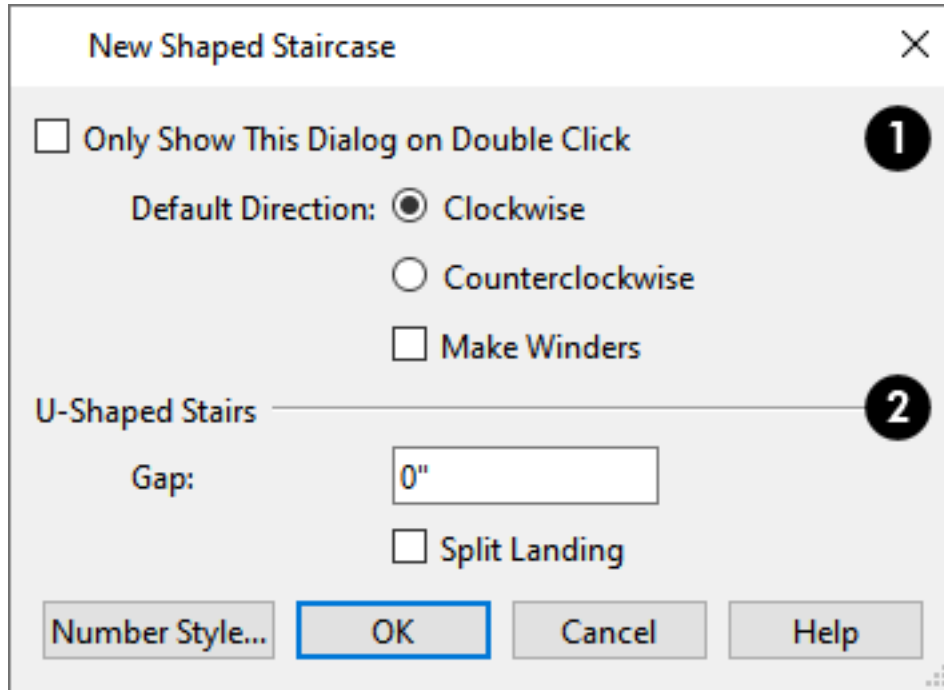 New Shaped Staircase
Only Show This Dialog on Double Click
1
Default Direction:
Clockwise
Counterclockwise
Make Winders
U-Shaped Stairs
2
Gap:
0"
Split Landing
Number Style...
OK
Cancel
Help